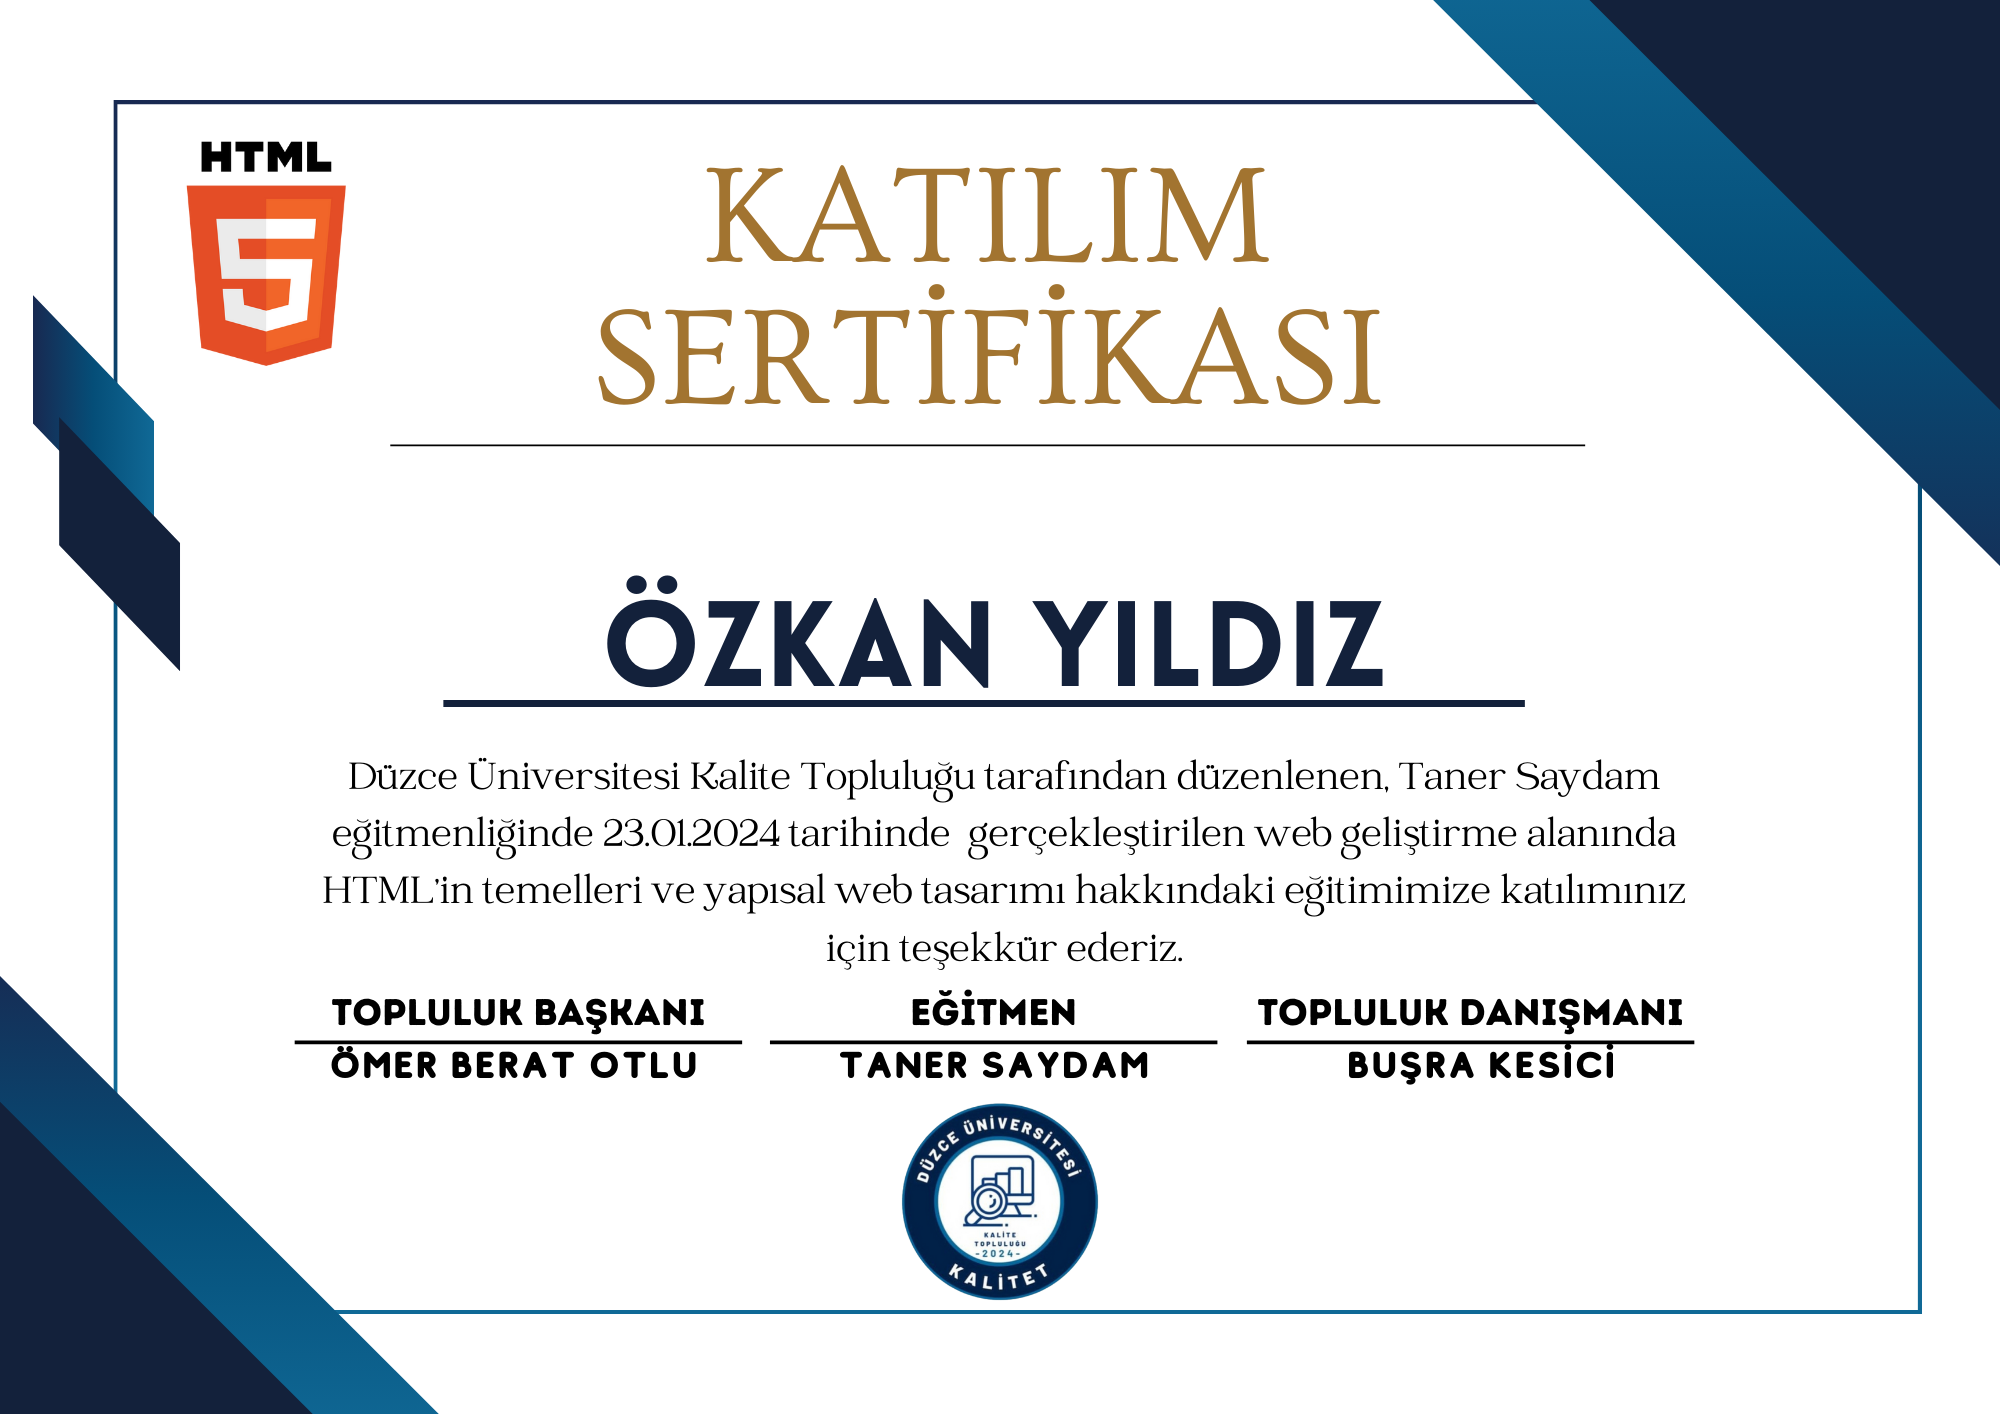 HTML
KATILIM
SERTİFİKASI
ÖZKAN YILDIZ
Düzce Üniversitesi Kalite Topluluğu tarafından düzenlenen, Taner Saydam
eğitmenliğinde 23.01.2024 tarihinde gerçekleştirilen web geliştirme alanında
HTML'in temelleri ve yapısal web tasarımı hakkındaki eğitimimize katılımınız
için teşekkür ederiz.
TOPLULUK BAŞKANI
ÖMER BERAT OTLU
EĞİTMEN
TANER SAYDAM
TOPLULUK DANIŞMANI
BUŞRA KESİCİ
DÜZCE ÜNİVERSİTESİ
KALİTE
TOPLULUĞU
-2024-
KALİTET